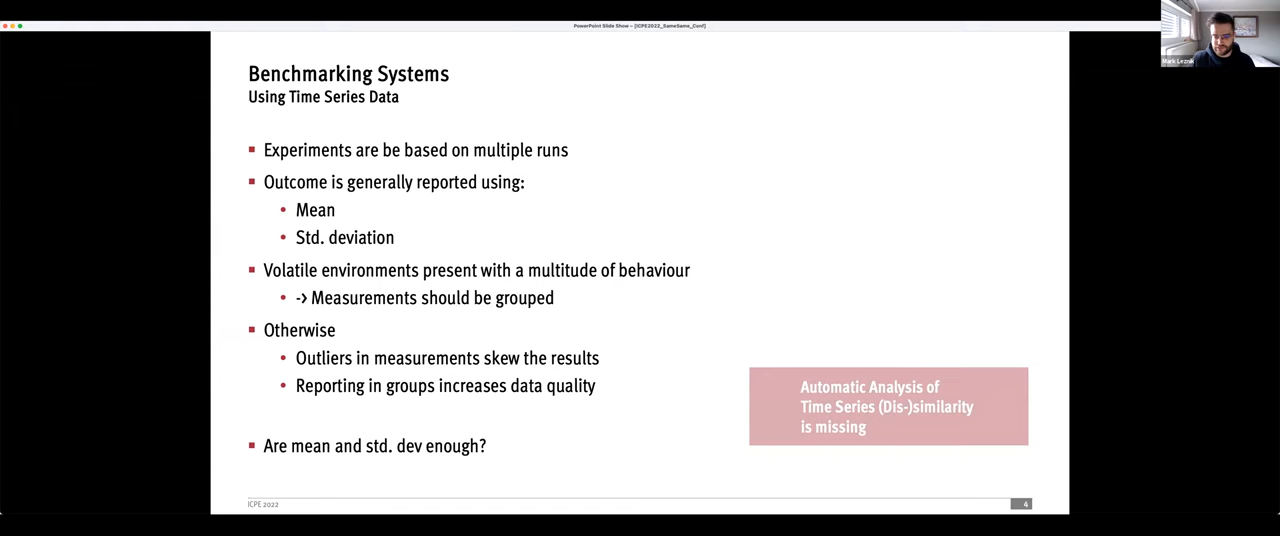 PowerPoint Slide Show – [ICPE2022_SameSame_Conf]
Mark Leznik
Benchmarking Systems
Using Time Series Data
Experiments are be based on multiple runs
Outcome is generally reported using:
Mean
Std. deviation
Volatile environments present with a multitude of behaviour
-> Measurements should be grouped
Otherwise
Outliers in measurements skew the results
Reporting in groups increases data quality
Are mean and std. dev enough?
Automatic Analysis of
Time Series (Dis-)similarity
is missing
ICPE 2022
4